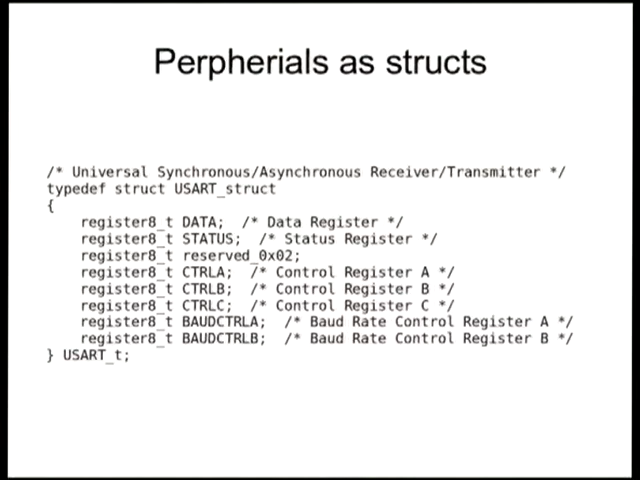 Perpherials as structs
/* Universal Synchronous/Asynchronous Receiver/Transmitter */
typedef struct USART_struct
{
    register8_t DATA;  /* Data Register */
    register8_t STATUS;  /* Status Register */
    register8_t reserved_0x02;
    register8_t CTRLA;  /* Control Register A */
    register8_t CTRLB;  /* Control Register B */
    register8_t CTRLC;  /* Control Register C */
    register8_t BAUDCTRLA;  /* Baud Rate Control Register A */
    register8_t BAUDCTRLB;  /* Baud Rate Control Register B */
} USART_t;